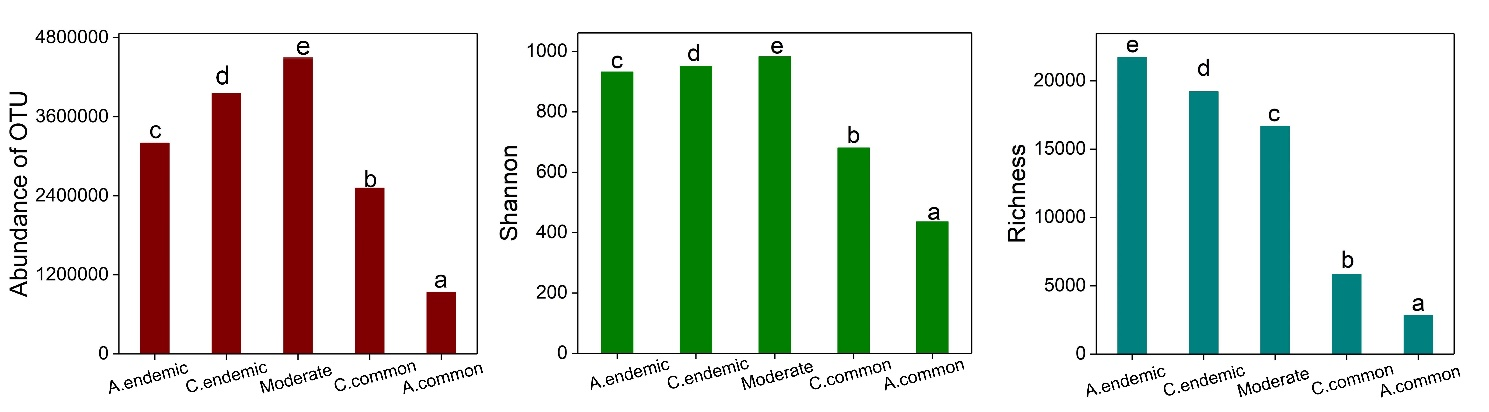 Abundance of OTU
4800000
3600000
2400000
1200000
0
c
d
e
b
a
A.endemic
C.endemic
Moderate
C.common
A.common
Shannon
1000
800
600
400
200
0
c
d
e
b
a
A.endemic
C.endemic
Moderate
C.common
A.common
Richness
20000
15000
10000
5000
0
e
d
c
b
a
A.endemic
C.endemic
Moderate
C.common
A.common